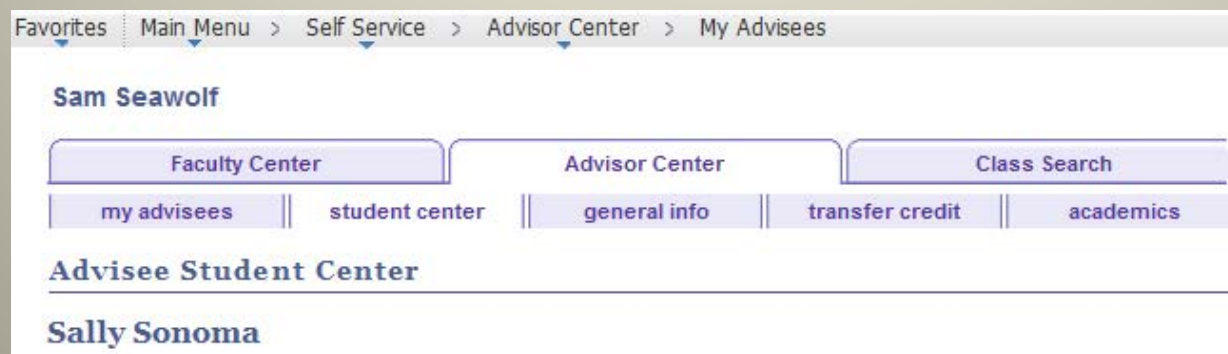 Favorites Main Menu > Self Service > Advisor Center > My Advisees
Sam Seawolf
Faculty Center Advisor Center Class Search
my advisees student center general info transfer credit academics
Advisee Student Center
Sally Sonoma